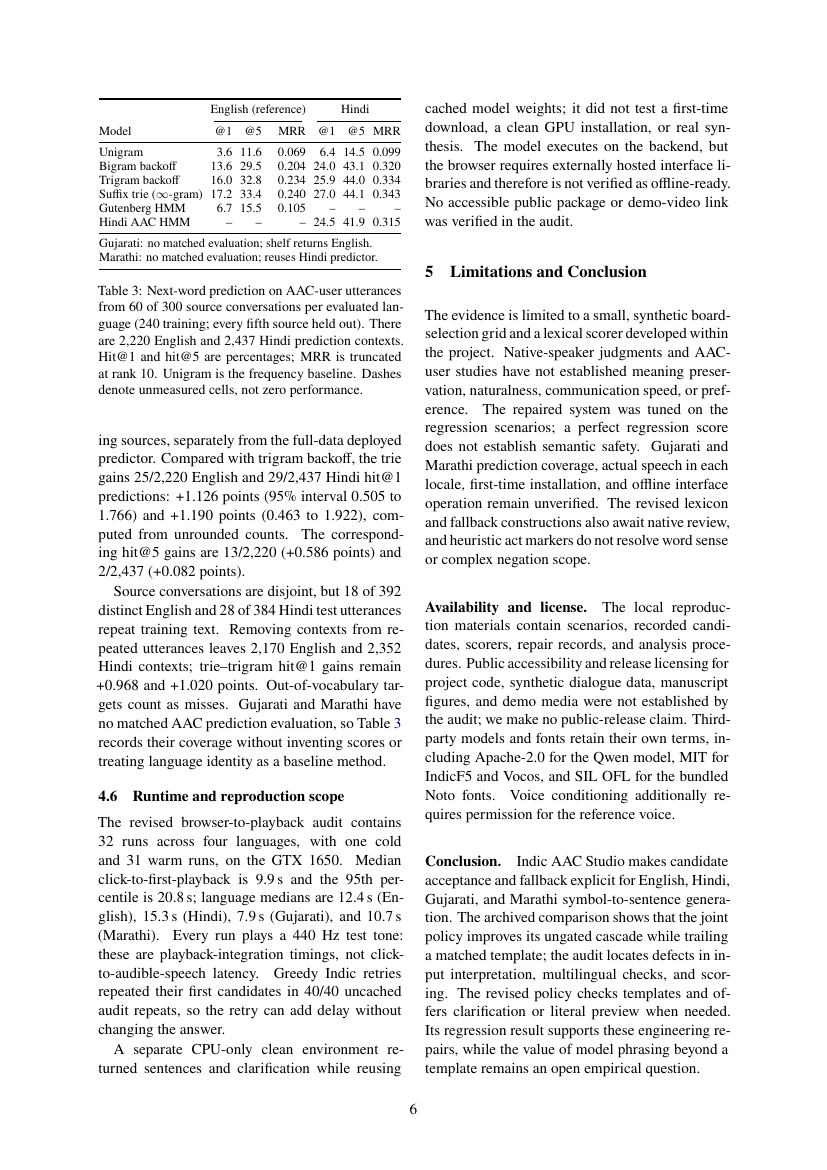 English (reference) Hindi
Model @1 @5 MRR @1 @5 MRR
Unigram 3.6 11.6 0.069 6.4 14.5 0.099
Bigram backoff 13.6 29.5 0.204 24.0 43.1 0.320
Trigram backoff 16.0 32.8 0.234 25.9 44.0 0.334
Suffix trie (∞-gram) 17.2 33.4 0.240 27.0 44.1 0.343
Gutenberg HMM 6.7 15.5 0.105 – – –
Hindi AAC HMM – – – 24.5 41.9 0.315
Gujarati: no matched evaluation; shelf returns English.
Marathi: no matched evaluation; reuses Hindi predictor.
Table 3: Next-word prediction on AAC-user utterances
from 60 of 300 source conversations per evaluated lan-
guage (240 training; every fifth source held out). There
are 2,220 English and 2,437 Hindi prediction contexts.
Hit@1 and hit@5 are percentages; MRR is truncated
at rank 10. Unigram is the frequency baseline. Dashes
denote unmeasured cells, not zero performance.
ing sources, separately from the full-data deployed
predictor. Compared with trigram backoff, the trie
gains 25/2,220 English and 29/2,437 Hindi hit@1
predictions: +1.126 points (95% interval 0.505 to
1.766) and +1.190 points (0.463 to 1.922), com-
puted from unrounded counts. The correspond-
ing hit@5 gains are 13/2,220 (+0.586 points) and
2/2,437 (+0.082 points).
Source conversations are disjoint, but 18 of 392
distinct English and 28 of 384 Hindi test utterances
repeat training text. Removing contexts from re-
peated utterances leaves 2,170 English and 2,352
Hindi contexts; trie–trigram hit@1 gains remain
+0.968 and +1.020 points. Out-of-vocabulary tar-
gets count as misses. Gujarati and Marathi have
no matched AAC prediction evaluation, so Table 3
records their coverage without inventing scores or
treating language identity as a baseline method.
4.6 Runtime and reproduction scope
The revised browser-to-playback audit contains
32 runs across four languages, with one cold
and 31 warm runs, on the GTX 1650. Median
click-to-first-playback is 9.9 s and the 95th per-
centile is 20.8 s; language medians are 12.4 s (En-
glish), 15.3 s (Hindi), 7.9 s (Gujarati), and 10.7 s
(Marathi). Every run plays a 440 Hz test tone:
these are playback-integration timings, not click-
to-audible-speech latency. Greedy Indic retries
repeated their first candidates in 40/40 uncached
audit repeats, so the retry can add delay without
changing the answer.
A separate CPU-only clean environment re-
turned sentences and clarification while reusing
cached model weights; it did not test a first-time
download, a clean GPU installation, or real syn-
thesis. The model executes on the backend, but
the browser requires externally hosted interface li-
braries and therefore is not verified as offline-ready.
No accessible public package or demo-video link
was verified in the audit.
5 Limitations and Conclusion
The evidence is limited to a small, synthetic board-
selection grid and a lexical scorer developed within
the project. Native-speaker judgments and AAC-
user studies have not established meaning preser-
vation, naturalness, communication speed, or pref-
erence. The repaired system was tuned on the
regression scenarios; a perfect regression score
does not establish semantic safety. Gujarati and
Marathi prediction coverage, actual speech in each
locale, first-time installation, and offline interface
operation remain unverified. The revised lexicon
and fallback constructions also await native review,
and heuristic act markers do not resolve word sense
or complex negation scope.
Availability and license. The local reproduc-
tion materials contain scenarios, recorded candi-
dates, scorers, repair records, and analysis proce-
dures. Public accessibility and release licensing for
project code, synthetic dialogue data, manuscript
figures, and demo media were not established by
the audit; we make no public-release claim. Third-
party models and fonts retain their own terms, in-
cluding Apache-2.0 for the Qwen model, MIT for
IndicF5 and Vocos, and SIL OFL for the bundled
Noto fonts. Voice conditioning additionally re-
quires permission for the reference voice.
Conclusion. Indic AAC Studio makes candidate
acceptance and fallback explicit for English, Hindi,
Gujarati, and Marathi symbol-to-sentence genera-
tion. The archived comparison shows that the joint
policy improves its ungated cascade while trailing
a matched template; the audit locates defects in in-
put interpretation, multilingual checks, and scor-
ing. The revised policy checks templates and of-
fers clarification or literal preview when needed.
Its regression result supports these engineering re-
pairs, while the value of model phrasing beyond a
template remains an open empirical question.
6